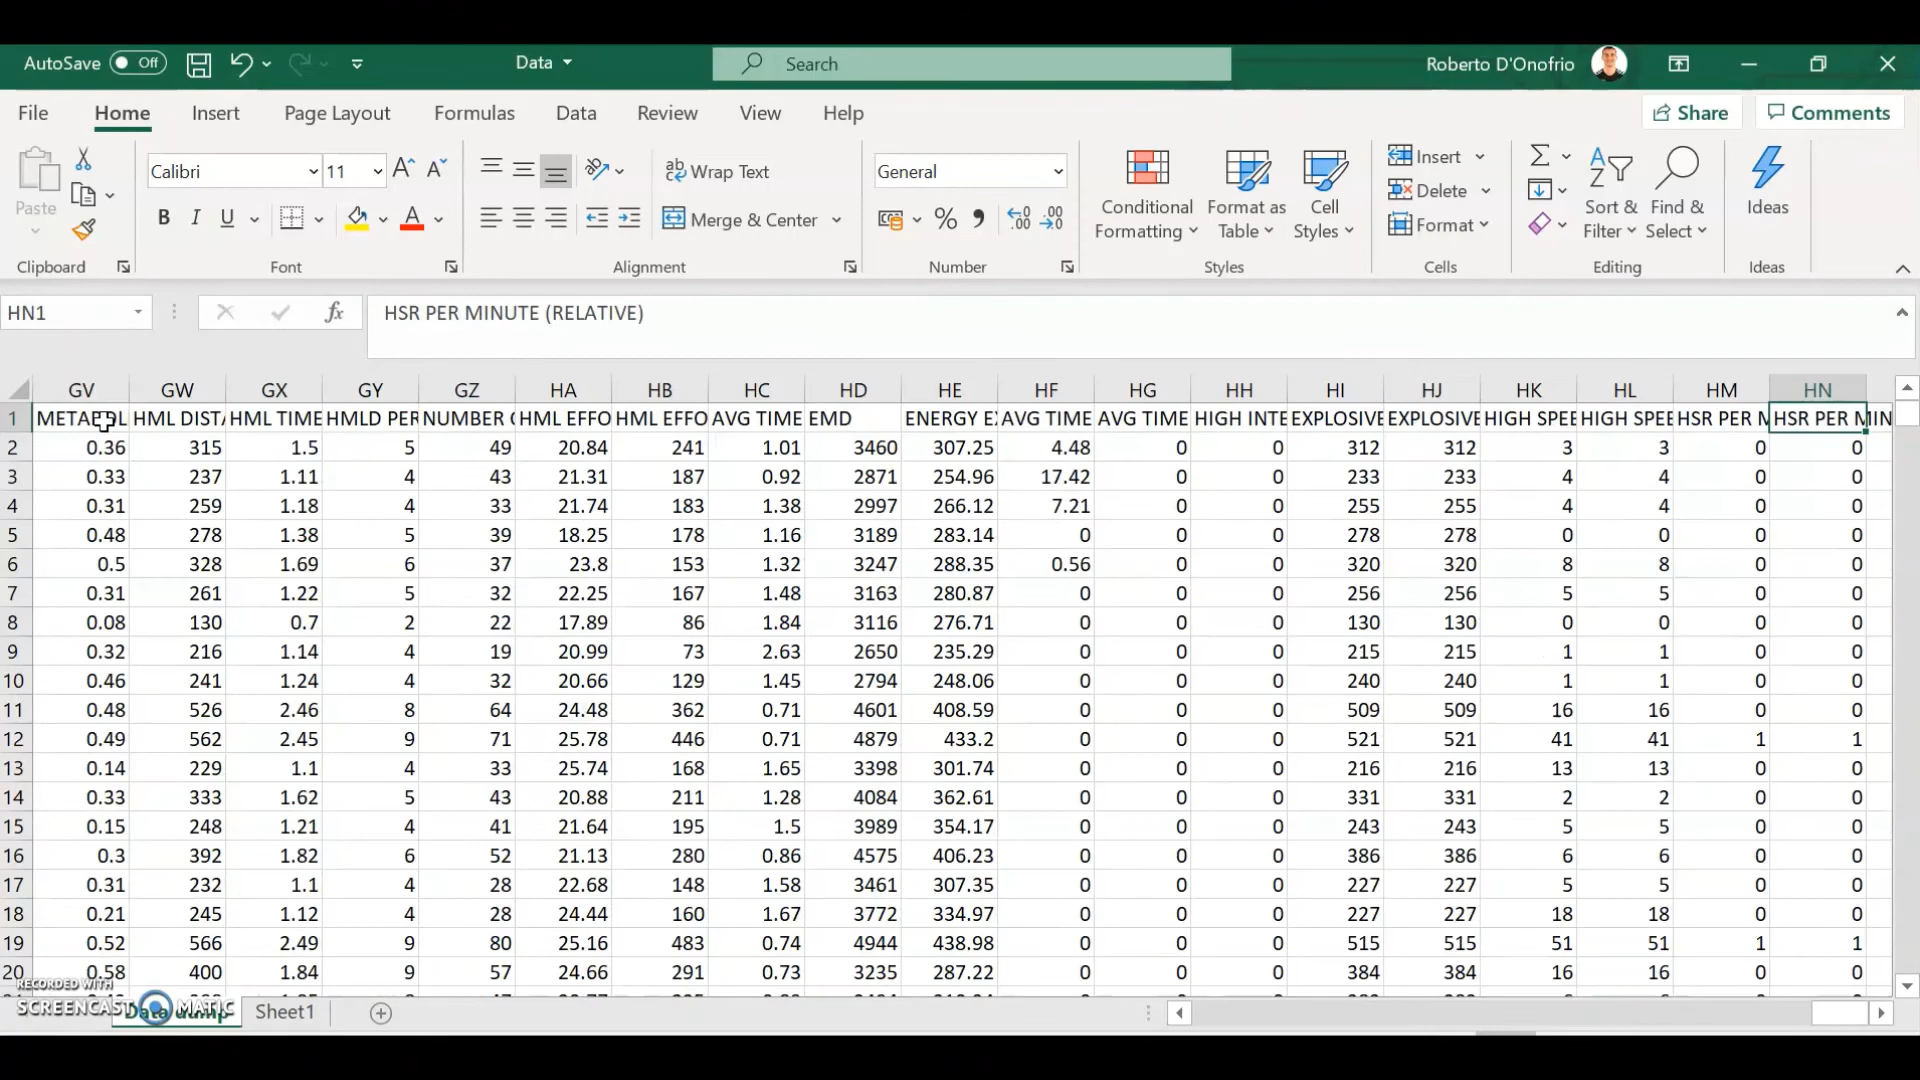 AutoSave Off Data Search Roberto D'Onofrio
File Home Insert Page Layout Formulas Data Review View Help Share Comments
Paste Calibri 11 Wrap Text General Conditional Formatting Format as Table Cell Styles Insert Sort & Filter Find & Select Ideas
B I U Merge & Center Delete
Format
Clipboard Font Alignment Number Styles Cells Editing Ideas
HN1 fx HSR PER MINUTE (RELATIVE)
GV GW GX GY GZ HA HB HC HD HE HF HG HH HI HJ HK HL HM HN
1 HML DISTA HML TIME HMLD PER NUMBER HML EFFO HML EFFO AVG TIME EMD ENERGY E AVG TIME AVG TIME HIGH INTE EXPLOSIVE EXPLOSIVE HIGH SPEE HIGH SPEE HSR PER M HSR PER MIN
2 0.36 315 1.5 5 49 20.84 241 1.01 3460 307.25 4.48 0 0 312 312 3 3 0 0
3 0.33 237 1.11 4 43 21.31 187 0.92 2871 254.96 17.42 0 0 233 233 4 4 0 0
4 0.31 259 1.18 4 33 21.74 183 1.38 2997 266.12 7.21 0 0 255 255 4 4 0 0
5 0.48 278 1.38 5 39 18.25 178 1.16 3189 283.14 0 0 0 278 278 0 0 0 0
6 0.5 328 1.69 6 37 23.8 153 1.32 3247 288.35 0.56 0 0 320 320 8 8 0 0
7 0.31 261 1.22 5 32 22.25 167 1.48 3163 280.87 0 0 0 256 256 5 5 0 0
8 0.08 130 0.7 2 22 17.89 86 1.84 3116 276.71 0 0 0 130 130 0 0 0 0
9 0.32 216 1.14 4 19 20.99 73 2.63 2650 235.29 0 0 0 215 215 1 1 0 0
10 0.46 241 1.24 4 32 20.66 129 1.45 2794 248.06 0 0 0 240 240 1 1 0 0
11 0.48 526 2.46 8 64 24.48 362 0.71 4601 408.59 0 0 0 509 509 16 16 0 0
12 0.49 562 2.45 9 71 25.78 446 0.71 4879 433.2 0 0 0 521 521 41 41 1 1
13 0.14 229 1.1 4 33 25.74 168 1.65 3398 301.74 0 0 0 216 216 13 13 0 0
14 0.33 333 1.62 5 43 20.88 211 1.28 4084 362.61 0 0 0 331 331 2 2 0 0
15 0.15 248 1.21 4 41 21.64 195 1.5 3989 354.17 0 0 0 243 243 5 5 0 0
16 0.3 392 1.82 6 52 21.13 280 0.86 4575 406.23 0 0 0 386 386 6 6 0 0
17 0.31 232 1.1 4 28 22.68 148 1.58 3461 307.35 0 0 0 227 227 5 5 0 0
18 0.21 245 1.12 4 28 24.44 160 1.67 3772 334.97 0 0 0 227 227 18 18 0 0
19 0.52 566 2.49 9 80 25.16 483 0.74 4944 438.98 0 0 0 515 515 51 51 1 1
20 0.58 400 1.84 9 57 24.66 291 0.73 3235 287.22 0 0 0 384 384 16 16 0 0
RECORDED WITH
SCREENCAST MATIC
Data dump Sheet1